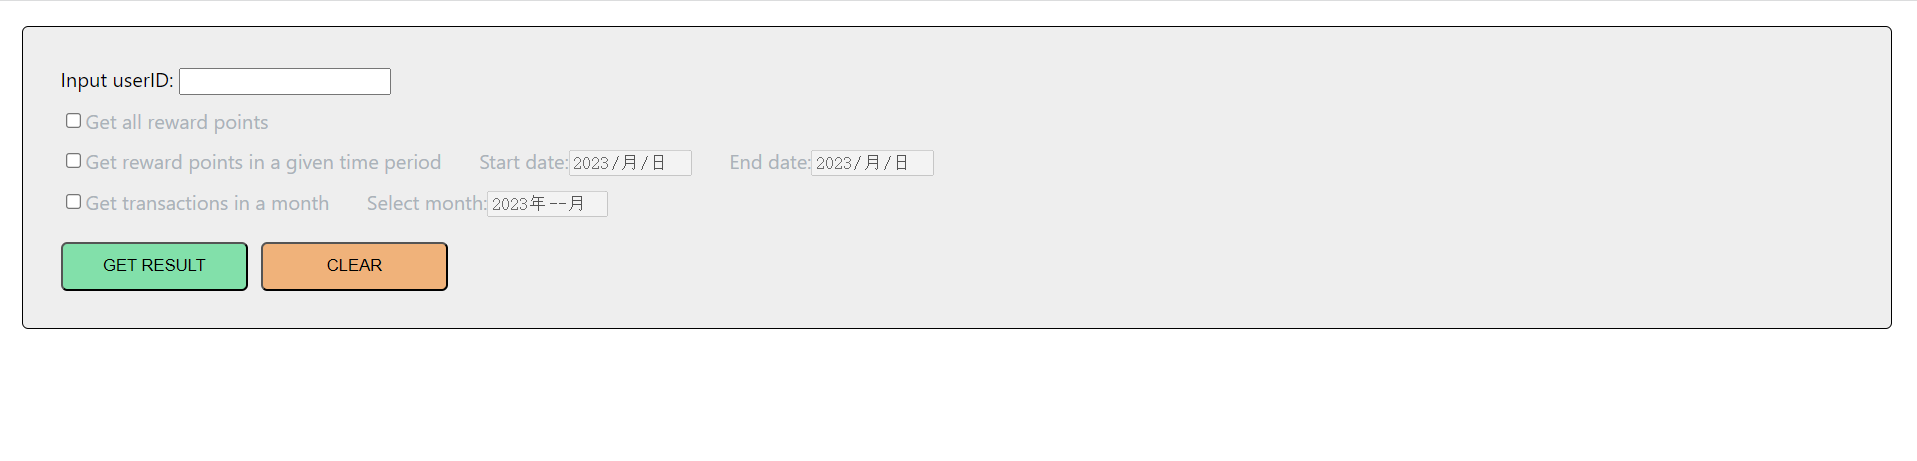 Input userID:
Get all reward points
Get reward points in a given time period Start date: 2023/月/日 End date: 2023/月/日
Get transactions in a month Select month: 2023年 --月
GET RESULT CLEAR